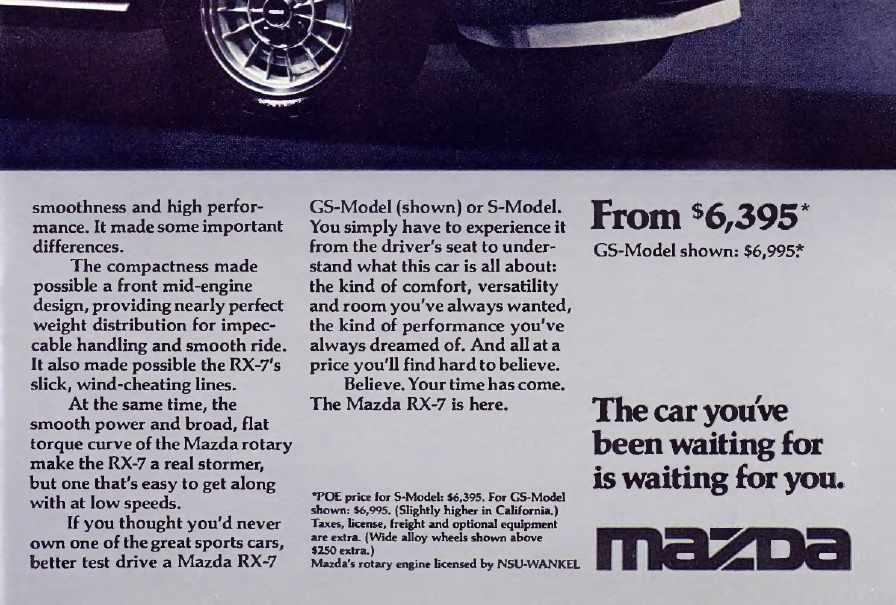 smoothness and high perfor-
mance. It made some important
differences.
The compactness made
possible a front mid-engine
design, providing nearly perfect
weight distribution for impec-
cable handling and smooth ride.
It also made possible the RX-7's
slick, wind-cheating lines.
At the same time, the
smooth power and broad, flat
torque curve of the Mazda rotary
make the RX-7 a real stormer,
but one that's easy to get along
with at low speeds.
If you thought you'd never
own one of the great sports cars,
better test drive a Mazda RX-7
GS-Model (shown) or S-Model.
You simply have to experience it
from the driver's seat to under-
stand what this car is all about:
the kind of comfort, versatility
and room you've always wanted,
the kind of performance you've
always dreamed of. And all at a
price you'll find hard to believe.
Believe. Your time has come.
The Mazda RX-7 is here.
*POE price for S-Model: $6,395. For GS-Model
shown: $6,995. (Slightly higher in California.)
Taxes, license, freight and optional equipment
are extra. (Wide alloy wheels shown above
$250 extra.)
Mazda's rotary engine licensed by NSU-WANKEL
From $6,395*
GS-Model shown: $6,995*
The car you've
been waiting for
is waiting for you.
mazDa